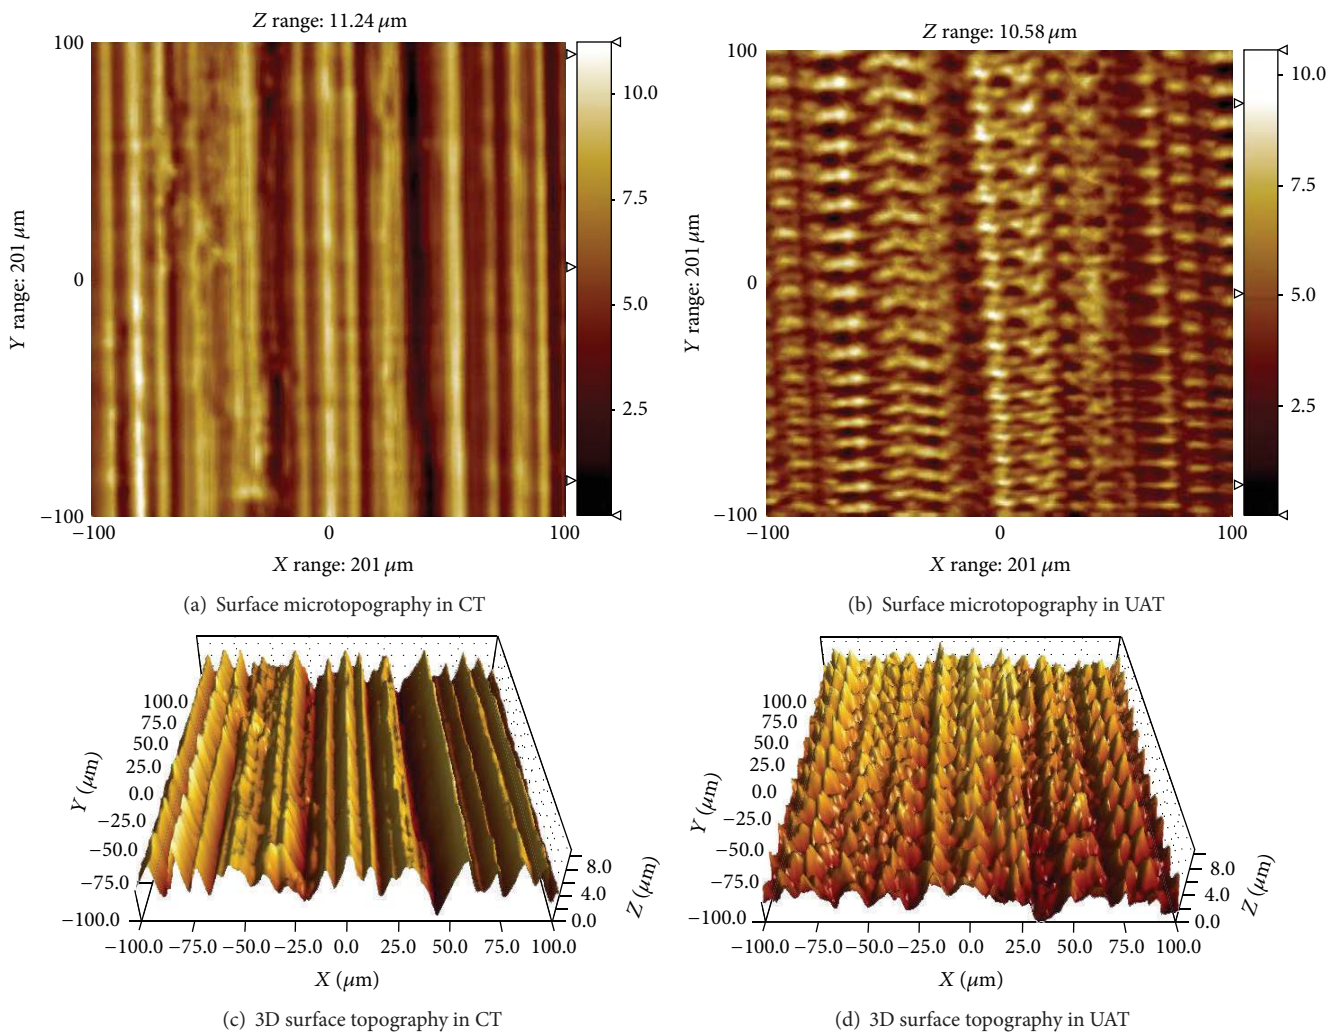 Z range: 11.24 μm
100
0
−100
Y range: 201 μm
10.0
7.5
5.0
2.5
−100
0
100
X range: 201 μm
(a) Surface microtopography in CT
Z range: 10.58 μm
100
0
−100
Y range: 201 μm
10.0
7.5
5.0
2.5
−100
0
100
X range: 201 μm
(b) Surface microtopography in UAT
100.0
75.0
50.0
25.0
0.0
−25.0
−50.0
−75.0
−100.0
Y (μm)
8.0
4.0
0.0
Z (μm)
−100.0 −75.0 −50.0 −25.0 0.0 25.0 50.0 75.0 100.0
X (μm)
(c) 3D surface topography in CT
100.0
75.0
50.0
25.0
0.0
−25.0
−50.0
−75.0
−100.0
Y (μm)
8.0
4.0
0.0
Z (μm)
−100.0 −75.0 −50.0 −25.0 0.0 25.0 50.0 75.0 100.0
X (μm)
(d) 3D surface topography in UAT